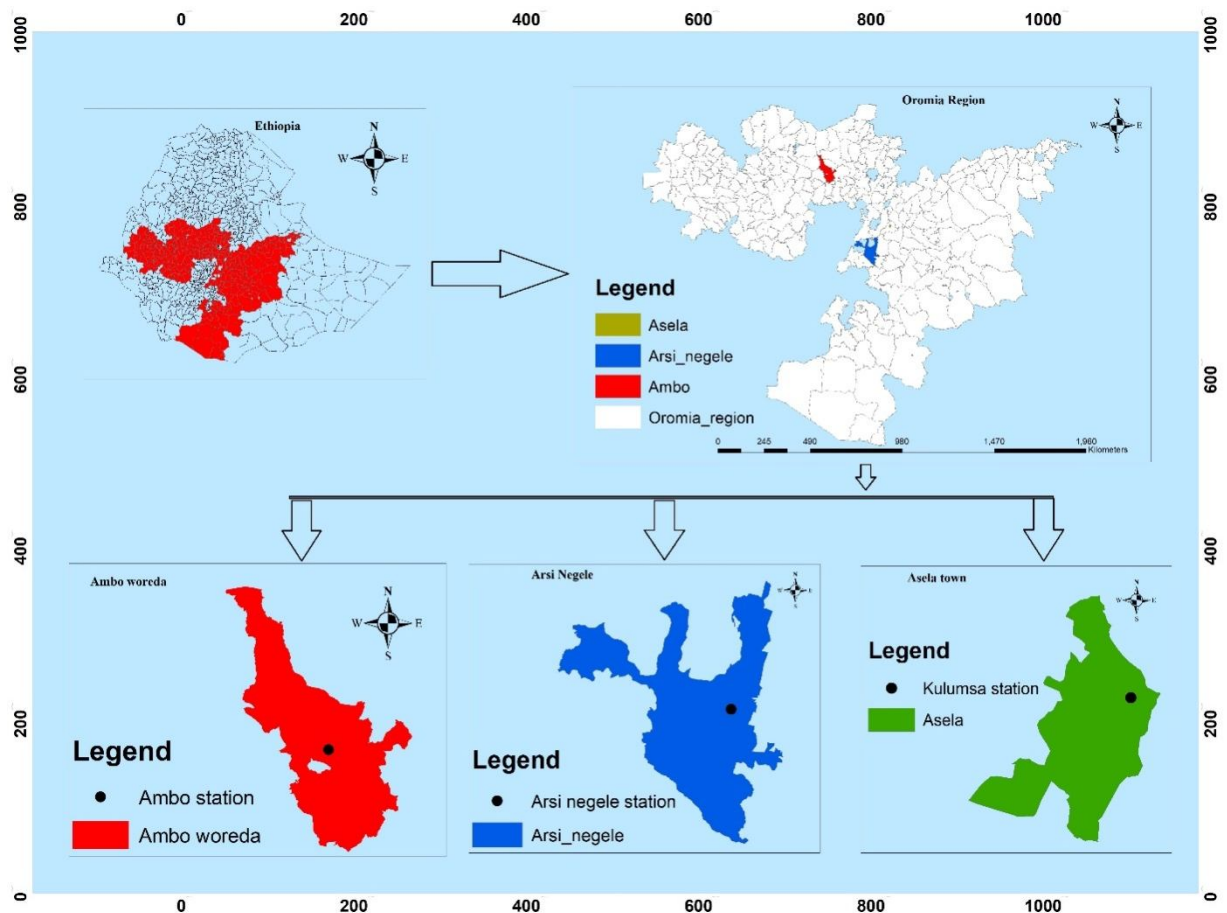 0 200 400 600 800 1000
1000
1000
800
800
600
600
400
400
200
200
0
0
Ethiopia
N
W E
S
Oromia Region
N
W E
S
Legend
Asela
Arsi_negele
Ambo
Oromia_region
0 245 490 980 1,470 1,960
Kilometers
Ambo woreda
N
W E
S
Legend
Ambo station
Ambo woreda
Arsi Negele
N
W E
S
Legend
Arsi negele station
Arsi_negele
Asela town
N
W E
S
Legend
Kulumsa station
Asela
0 200 400 600 800 1000